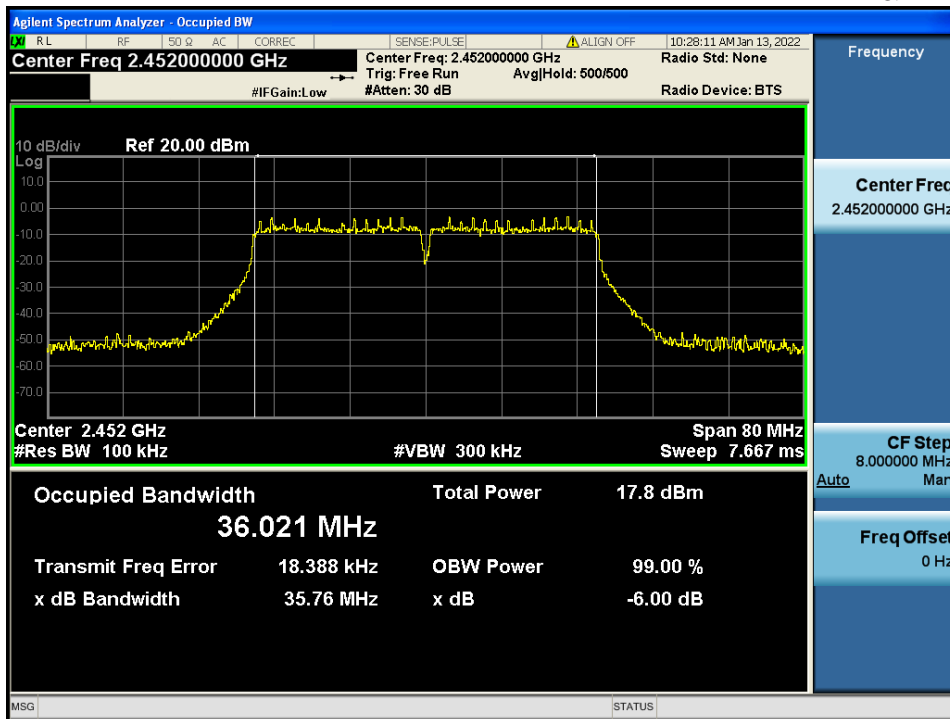 Agilent Spectrum Analyzer - Occupied BW
LXI RL RF 50 Ω AC CORREC SENSE:PULSE ALIGN OFF 10:28:11 AM Jan 13, 2022
Center Freq 2.452000000 GHz
Center Freq: 2.452000000 GHz Radio Std: None
Trig: Free Run Avg|Hold: 500/500
#IFGain:Low #Atten: 30 dB Radio Device: BTS
Frequency
10 dB/div Ref 20.00 dBm
Log
10.0
0.00
-10.0
-20.0
-30.0
-40.0
-50.0
-60.0
-70.0
Center 2.452 GHz Span 80 MHz
#Res BW 100 kHz #VBW 300 kHz Sweep 7.667 ms
Center Freq
2.452000000 GHz
CF Step
8.000000 MHz
Auto Man
Freq Offset
0 Hz
Occupied Bandwidth Total Power 17.8 dBm
36.021 MHz
Transmit Freq Error 18.388 kHz OBW Power 99.00 %
x dB Bandwidth 35.76 MHz x dB -6.00 dB
MSG STATUS